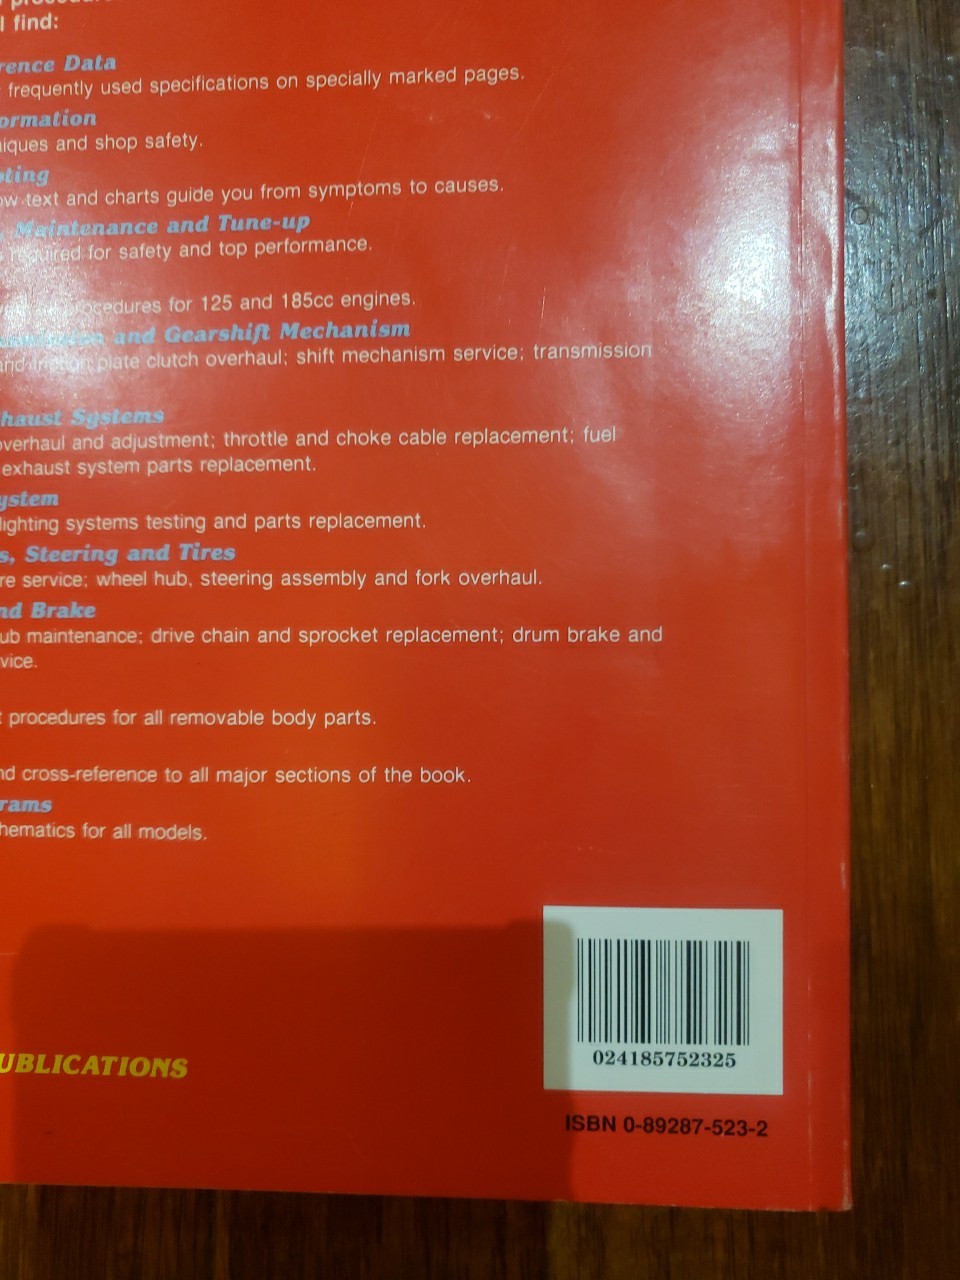 l find:
rence Data
frequently used specifications on specially marked pages.
ormation
iques and shop safety.
oting
ow text and charts guide you from symptoms to causes.
, Maintenance and Tune-up
required for safety and top performance.
procedures for 125 and 185cc engines.
and Gearshift Mechanism
plate clutch overhaul; shift mechanism service; transmission
haust Systems
overhaul and adjustment; throttle and choke cable replacement; fuel
exhaust system parts replacement.
ystem
lighting systems testing and parts replacement.
s, Steering and Tires
re service; wheel hub, steering assembly and fork overhaul.
nd Brake
ub maintenance; drive chain and sprocket replacement; drum brake and
vice.
t procedures for all removable body parts.
nd cross-reference to all major sections of the book.
rams
hematics for all models.
UBLICATIONS
024185752325
ISBN 0-89287-523-2